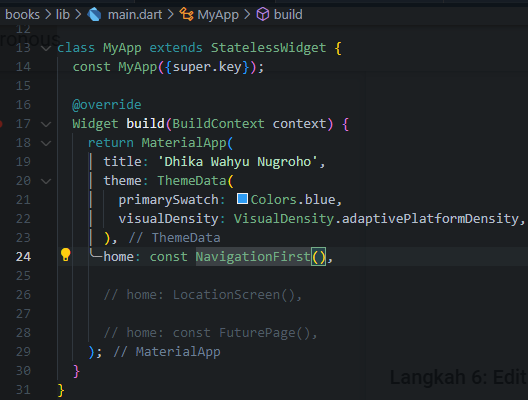 books > lib > main.dart > MyApp > build
12
13 class MyApp extends StatelessWidget {
14 const MyApp({super.key});
15
16 @override
17 Widget build(BuildContext context) {
18 return MaterialApp(
19 title: 'Dhika Wahyu Nugroho',
20 theme: ThemeData(
21 primarySwatch: Colors.blue,
22 visualDensity: VisualDensity.adaptivePlatformDensity,
23 ), // ThemeData
24 home: const NavigationFirst(),
25
26 // home: LocationScreen(),
27
28 // home: const FuturePage(),
29 ); // MaterialApp
30 }
31 }
Langkah 6: Edit